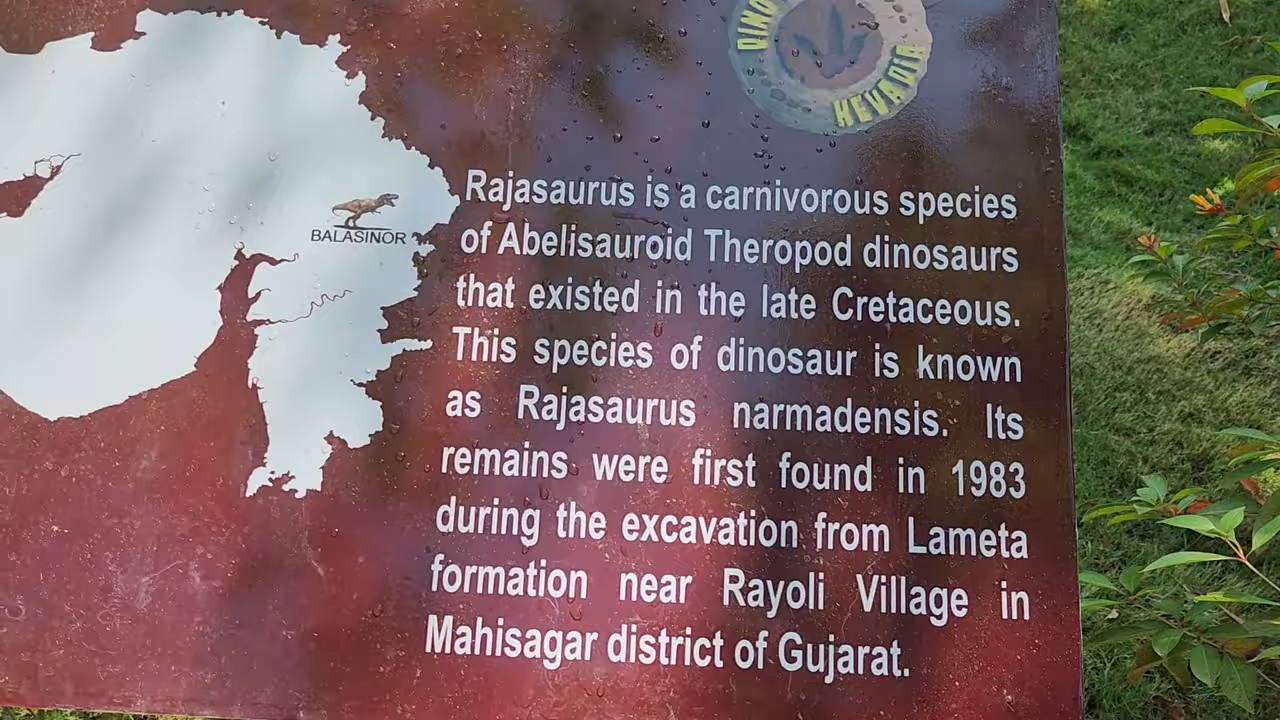 DINO
KEVADIA
BALASINOR
Rajasaurus is a carnivorous species
of Abelisauroid Theropod dinosaurs
that existed in the late Cretaceous.
This species of dinosaur is known
as Rajasaurus narmadensis. Its
remains were first found in 1983
during the excavation from Lameta
formation near Rayoli Village in
Mahisagar district of Gujarat.